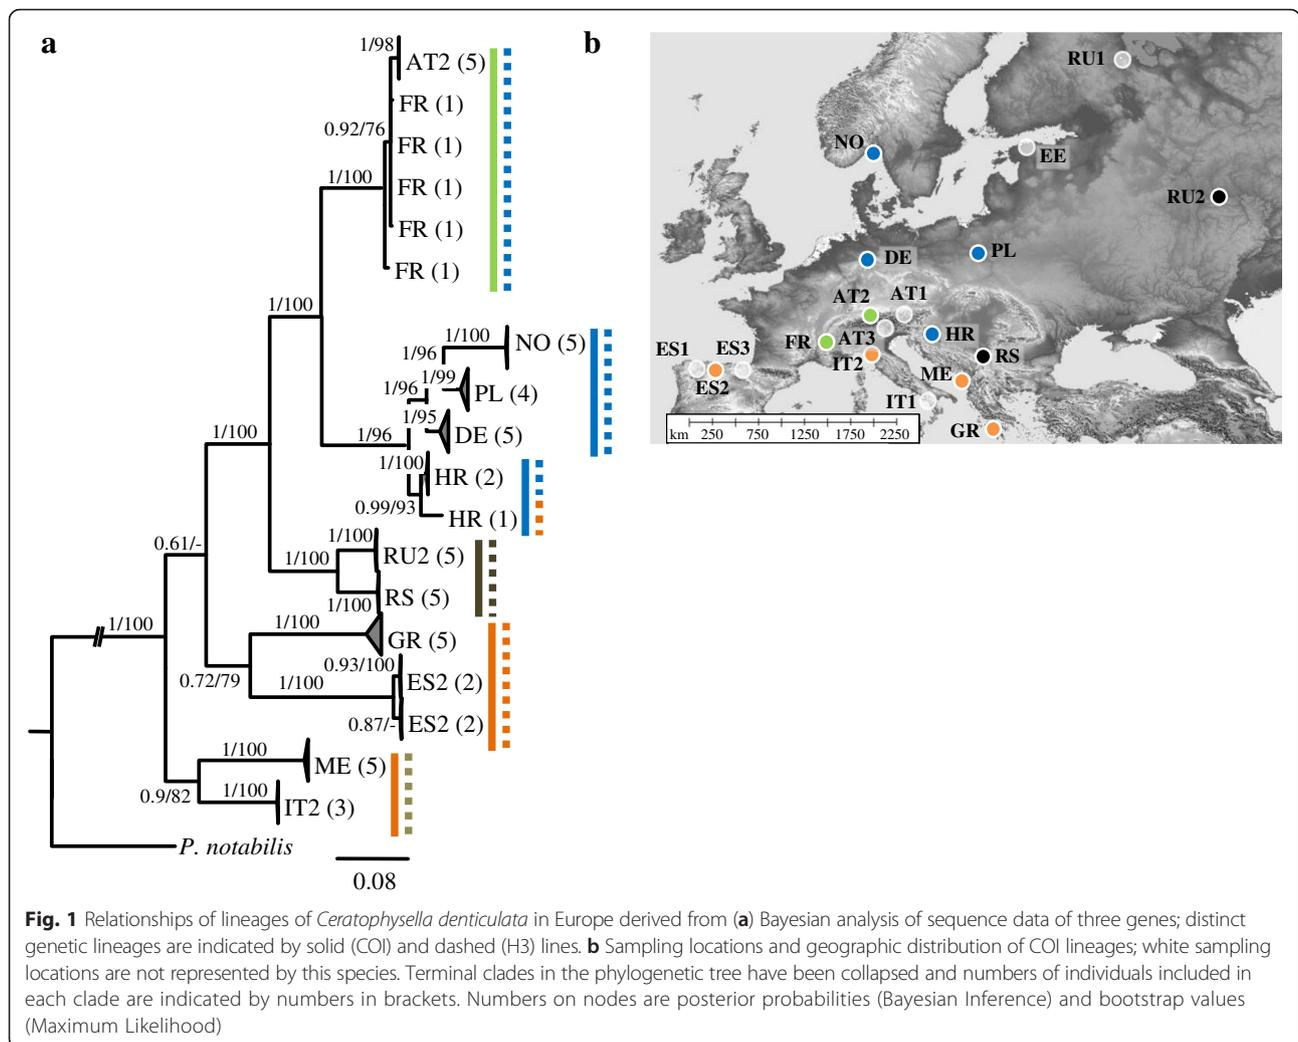 a
1/98
AT2 (5)
FR (1)
0.92/76
FR (1)
1/100
FR (1)
FR (1)
FR (1)
1/100
1/100
NO (5)
1/96
1/99
1/96
PL (4)
1/95
1/96
DE (5)
1/100
1/100
HR (2)
0.99/93
HR (1)
0.61/-
1/100
RU2 (5)
1/100
RS (5)
1/100
1/100
1/100
GR (5)
0.93/100
0.72/79
1/100
ES2 (2)
0.87/-
ES2 (2)
1/100
ME (5)
0.9/82
1/100
IT2 (3)
P. notabilis
0.08
b
RU1
NO
EE
RU2
DE
PL
AT2
AT1
FR
AT3
HR
ES1
ES3
IT2
RS
ES2
ME
IT1
GR
km 250 750 1250 1750 2250
Fig. 1 Relationships of lineages of Ceratophysella denticulata in Europe derived from (a) Bayesian analysis of sequence data of three genes; distinct
genetic lineages are indicated by solid (COI) and dashed (H3) lines. b Sampling locations and geographic distribution of COI lineages; white sampling
locations are not represented by this species. Terminal clades in the phylogenetic tree have been collapsed and numbers of individuals included in
each clade are indicated by numbers in brackets. Numbers on nodes are posterior probabilities (Bayesian Inference) and bootstrap values
(Maximum Likelihood)